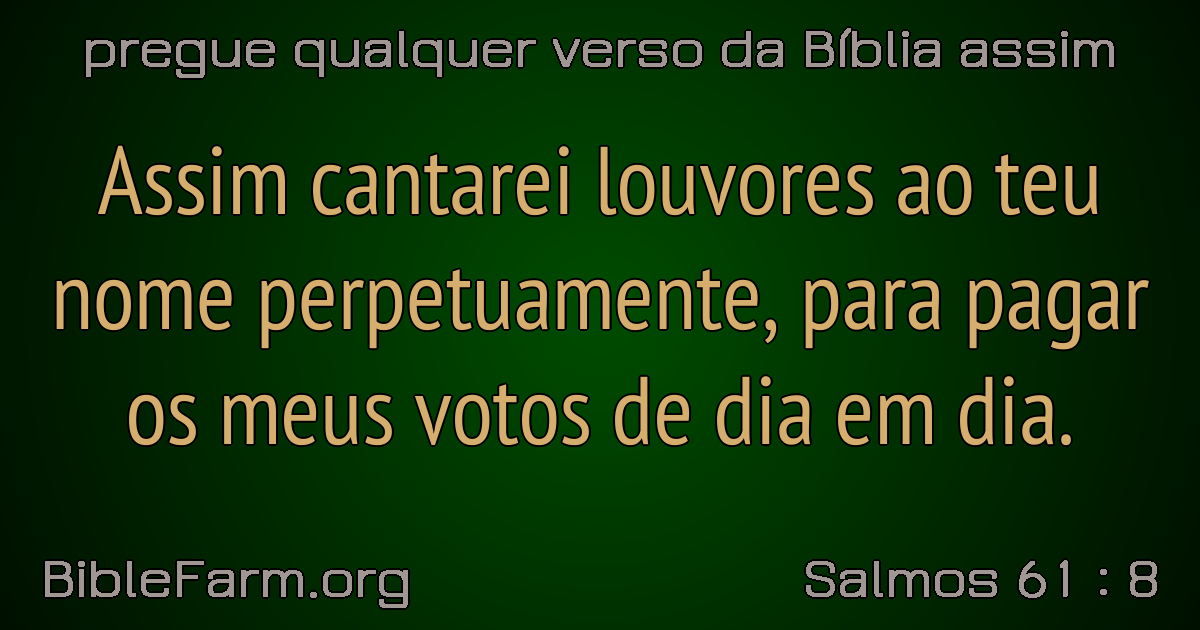 pregue qualquer verso da Bíblia assim
Assim cantarei louvores ao teu
nome perpetuamente, para pagar
os meus votos de dia em dia.
BibleFarm.org
Salmos 61 : 8